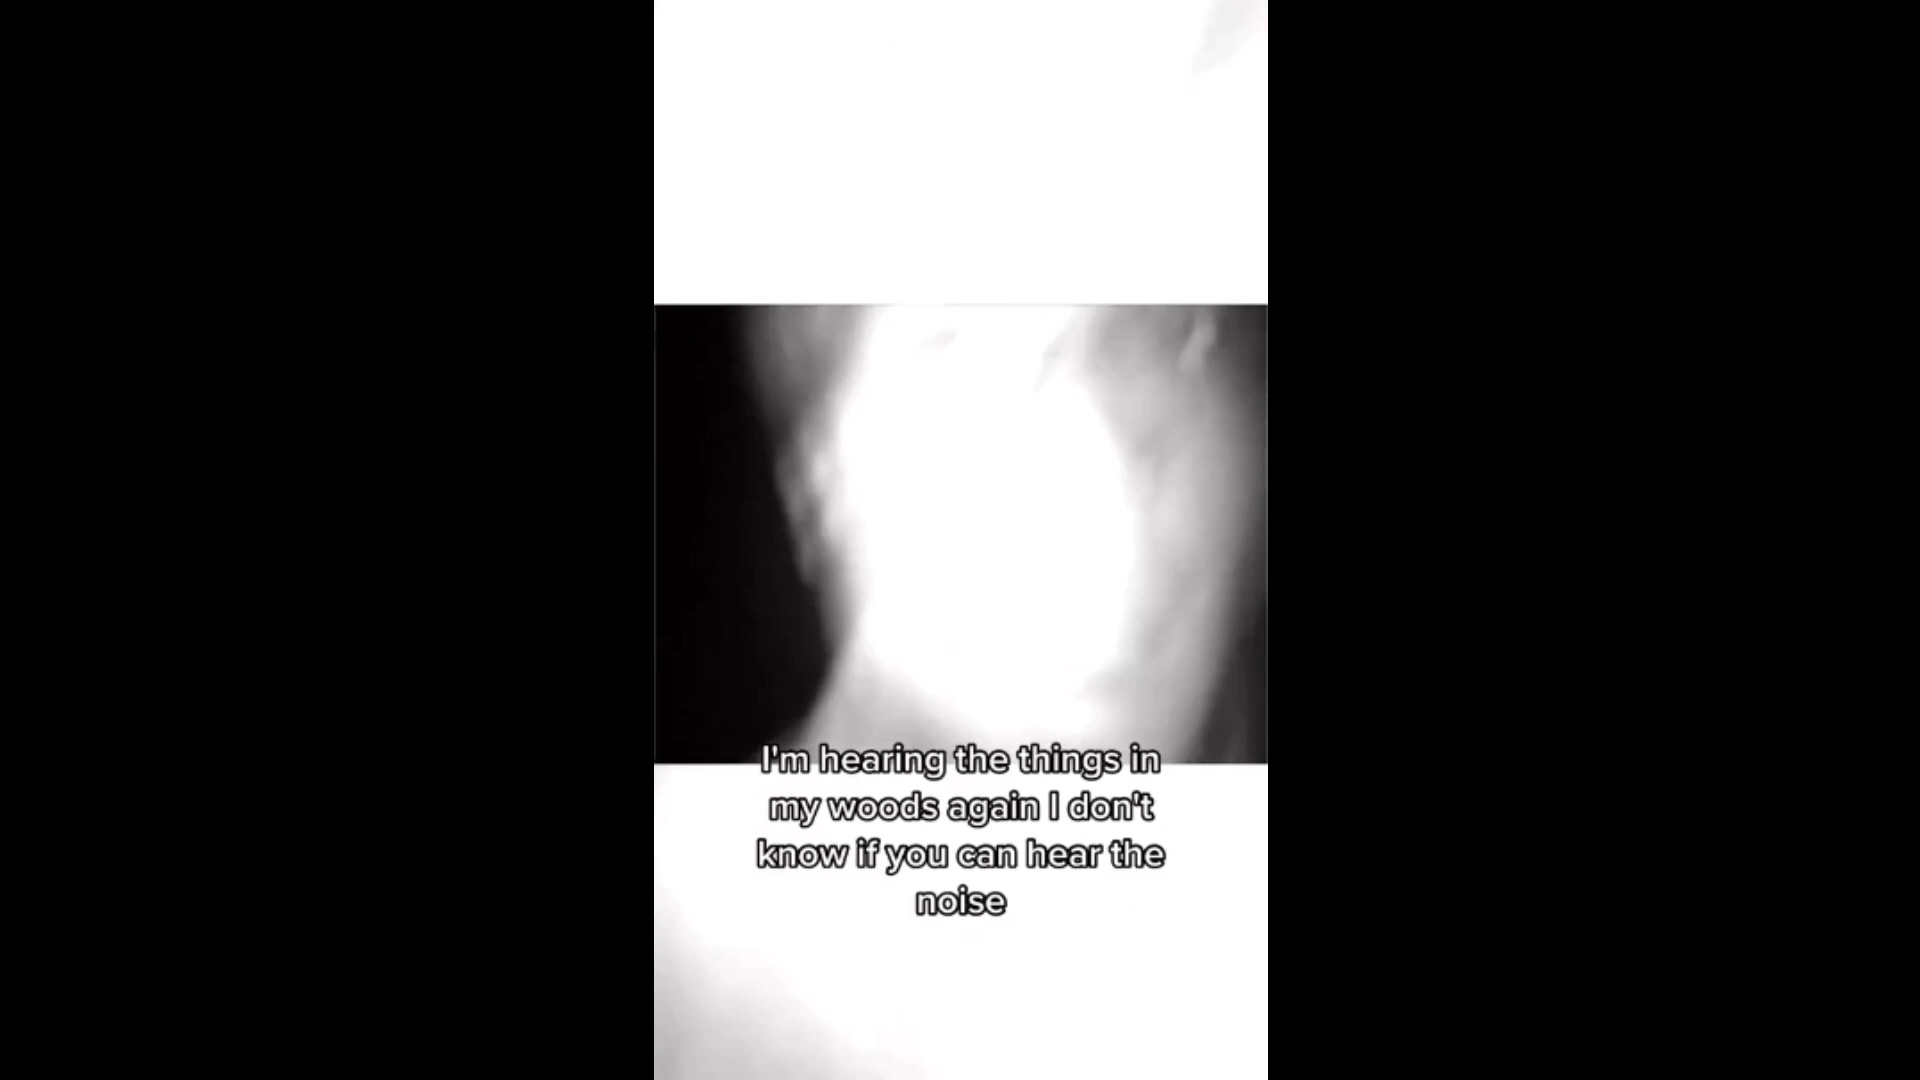 I'm hearing the things in
my woods again I don't
know if you can hear the
noise